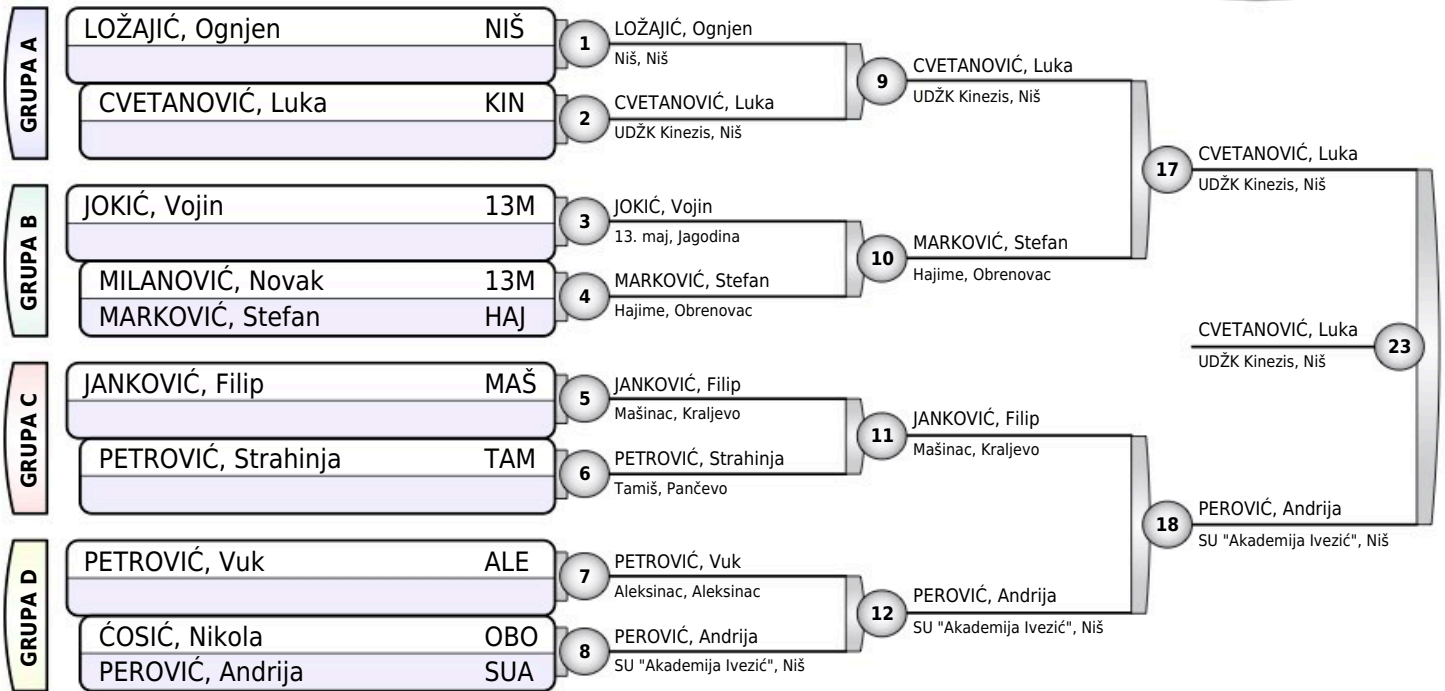 GRUPA A
LOŽAJIĆ, Ognjen NIŠ
CVETANOVIĆ, Luka KIN
1
LOŽAJIĆ, Ognjen
Niš, Niš
2
CVETANOVIĆ, Luka
UDŽK Kinezis, Niš
9
CVETANOVIĆ, Luka
UDŽK Kinezis, Niš
GRUPA B
JOKIĆ, Vojin 13M
MILANOVIĆ, Novak 13M
MARKOVIĆ, Stefan HAJ
3
JOKIĆ, Vojin
13. maj, Jagodina
4
MARKOVIĆ, Stefan
Hajime, Obrenovac
10
MARKOVIĆ, Stefan
Hajime, Obrenovac
17
CVETANOVIĆ, Luka
UDŽK Kinezis, Niš
GRUPA C
JANKOVIĆ, Filip MAŠ
PETROVIĆ, Strahinja TAM
5
JANKOVIĆ, Filip
Mašinac, Kraljevo
6
PETROVIĆ, Strahinja
Tamiš, Pančevo
11
JANKOVIĆ, Filip
Mašinac, Kraljevo
GRUPA D
PETROVIĆ, Vuk ALE
ĆOSIĆ, Nikola OBO
PEROVIĆ, Andrija SUA
7
PETROVIĆ, Vuk
Aleksinac, Aleksinac
8
PEROVIĆ, Andrija
SU "Akademija Ivezić", Niš
12
PEROVIĆ, Andrija
SU "Akademija Ivezić", Niš
18
PEROVIĆ, Andrija
SU "Akademija Ivezić", Niš
CVETANOVIĆ, Luka
UDŽK Kinezis, Niš
23